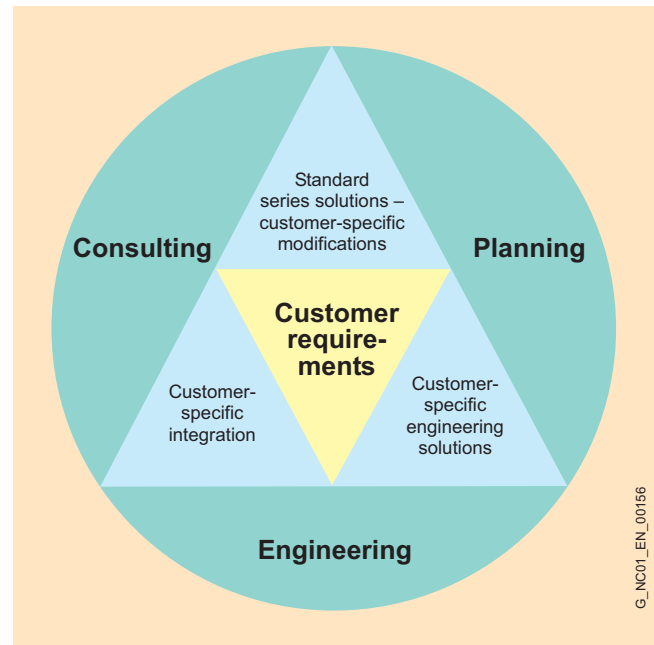 Standard
series solutions –
customer-specific
modifications
Consulting
Planning
Customer
require-
ments
Customer-
specific
integration
Customer-
specific
engineering
solutions
Engineering
G_NC01_EN_00156